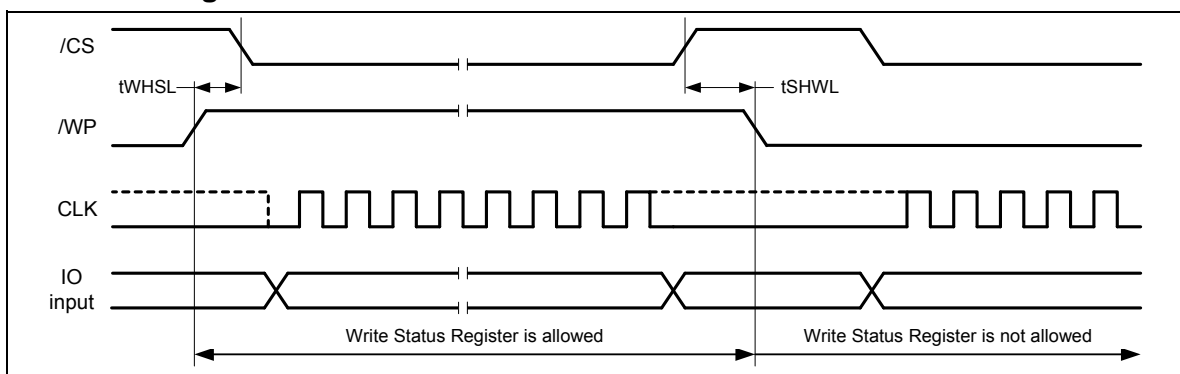 /CS
tWHSL
tSHWL
/WP
CLK
IO
input
Write Status Register is allowed
Write Status Register is not allowed